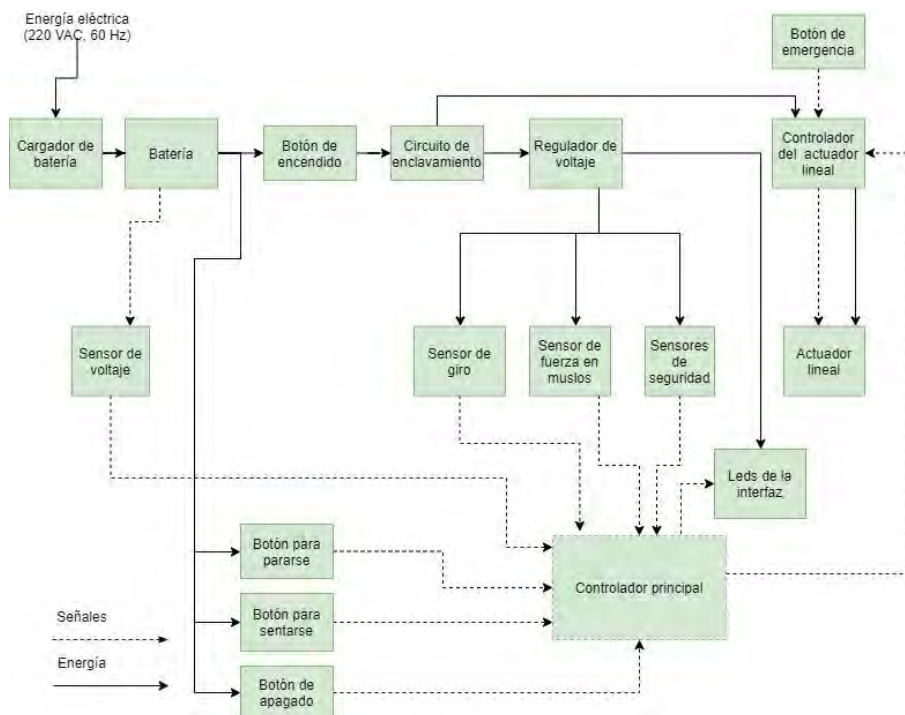 Energía eléctrica
(220 VAC, 60 Hz)
Botón de
emergencia
Cargador de
batería
Batería
Botón de
encendido
Circuito de
enclavamiento
Regulador de
voltaje
Controlador
del actuador
lineal
Sensor de
voltaje
Sensor de
giro
Sensor de
fuerza en
muslos
Sensores
de
seguridad
Actuador
lineal
Leds de la
interfaz
Botón para
pararse
Controlador principal
Botón para
sentarse
Botón de
apagado
Señales
Energía